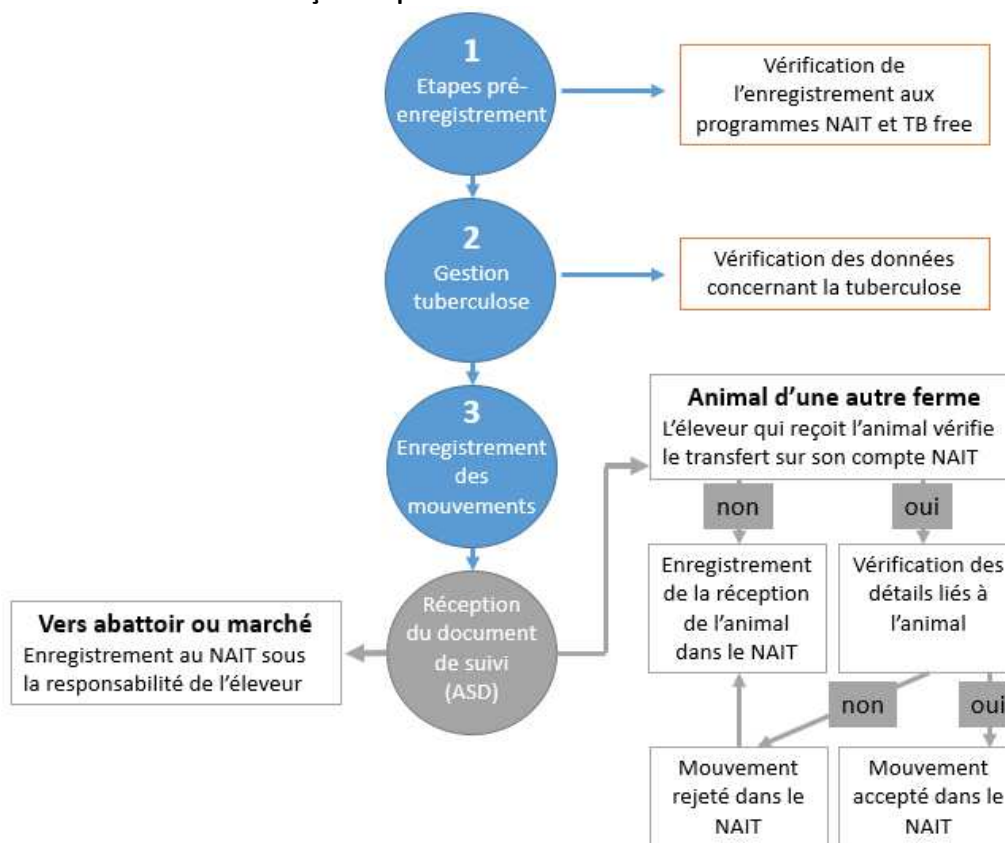 1
Etapes pré-
enregistrement
Vérification de
l'enregistrement aux
programmes NAIT et TB free
2
Gestion
tuberculose
Vérification des données
concernant la tuberculose
3
Enregistrement
des
mouvements
Animal d'une autre ferme
L'éleveur qui reçoit l'animal vérifie
le transfert sur son compte NAIT
non
oui
Réception
du document
de suivi
(ASD)
Vers abattoir ou marché
Enregistrement au NAIT sous
la responsabilité de l'éleveur
Enregistrement
de la réception
de l'animal
dans le NAIT
Vérification des
détails liés à
l'animal
non
oui
Mouvement
rejeté dans le
NAIT
Mouvement
accepté dans le
NAIT